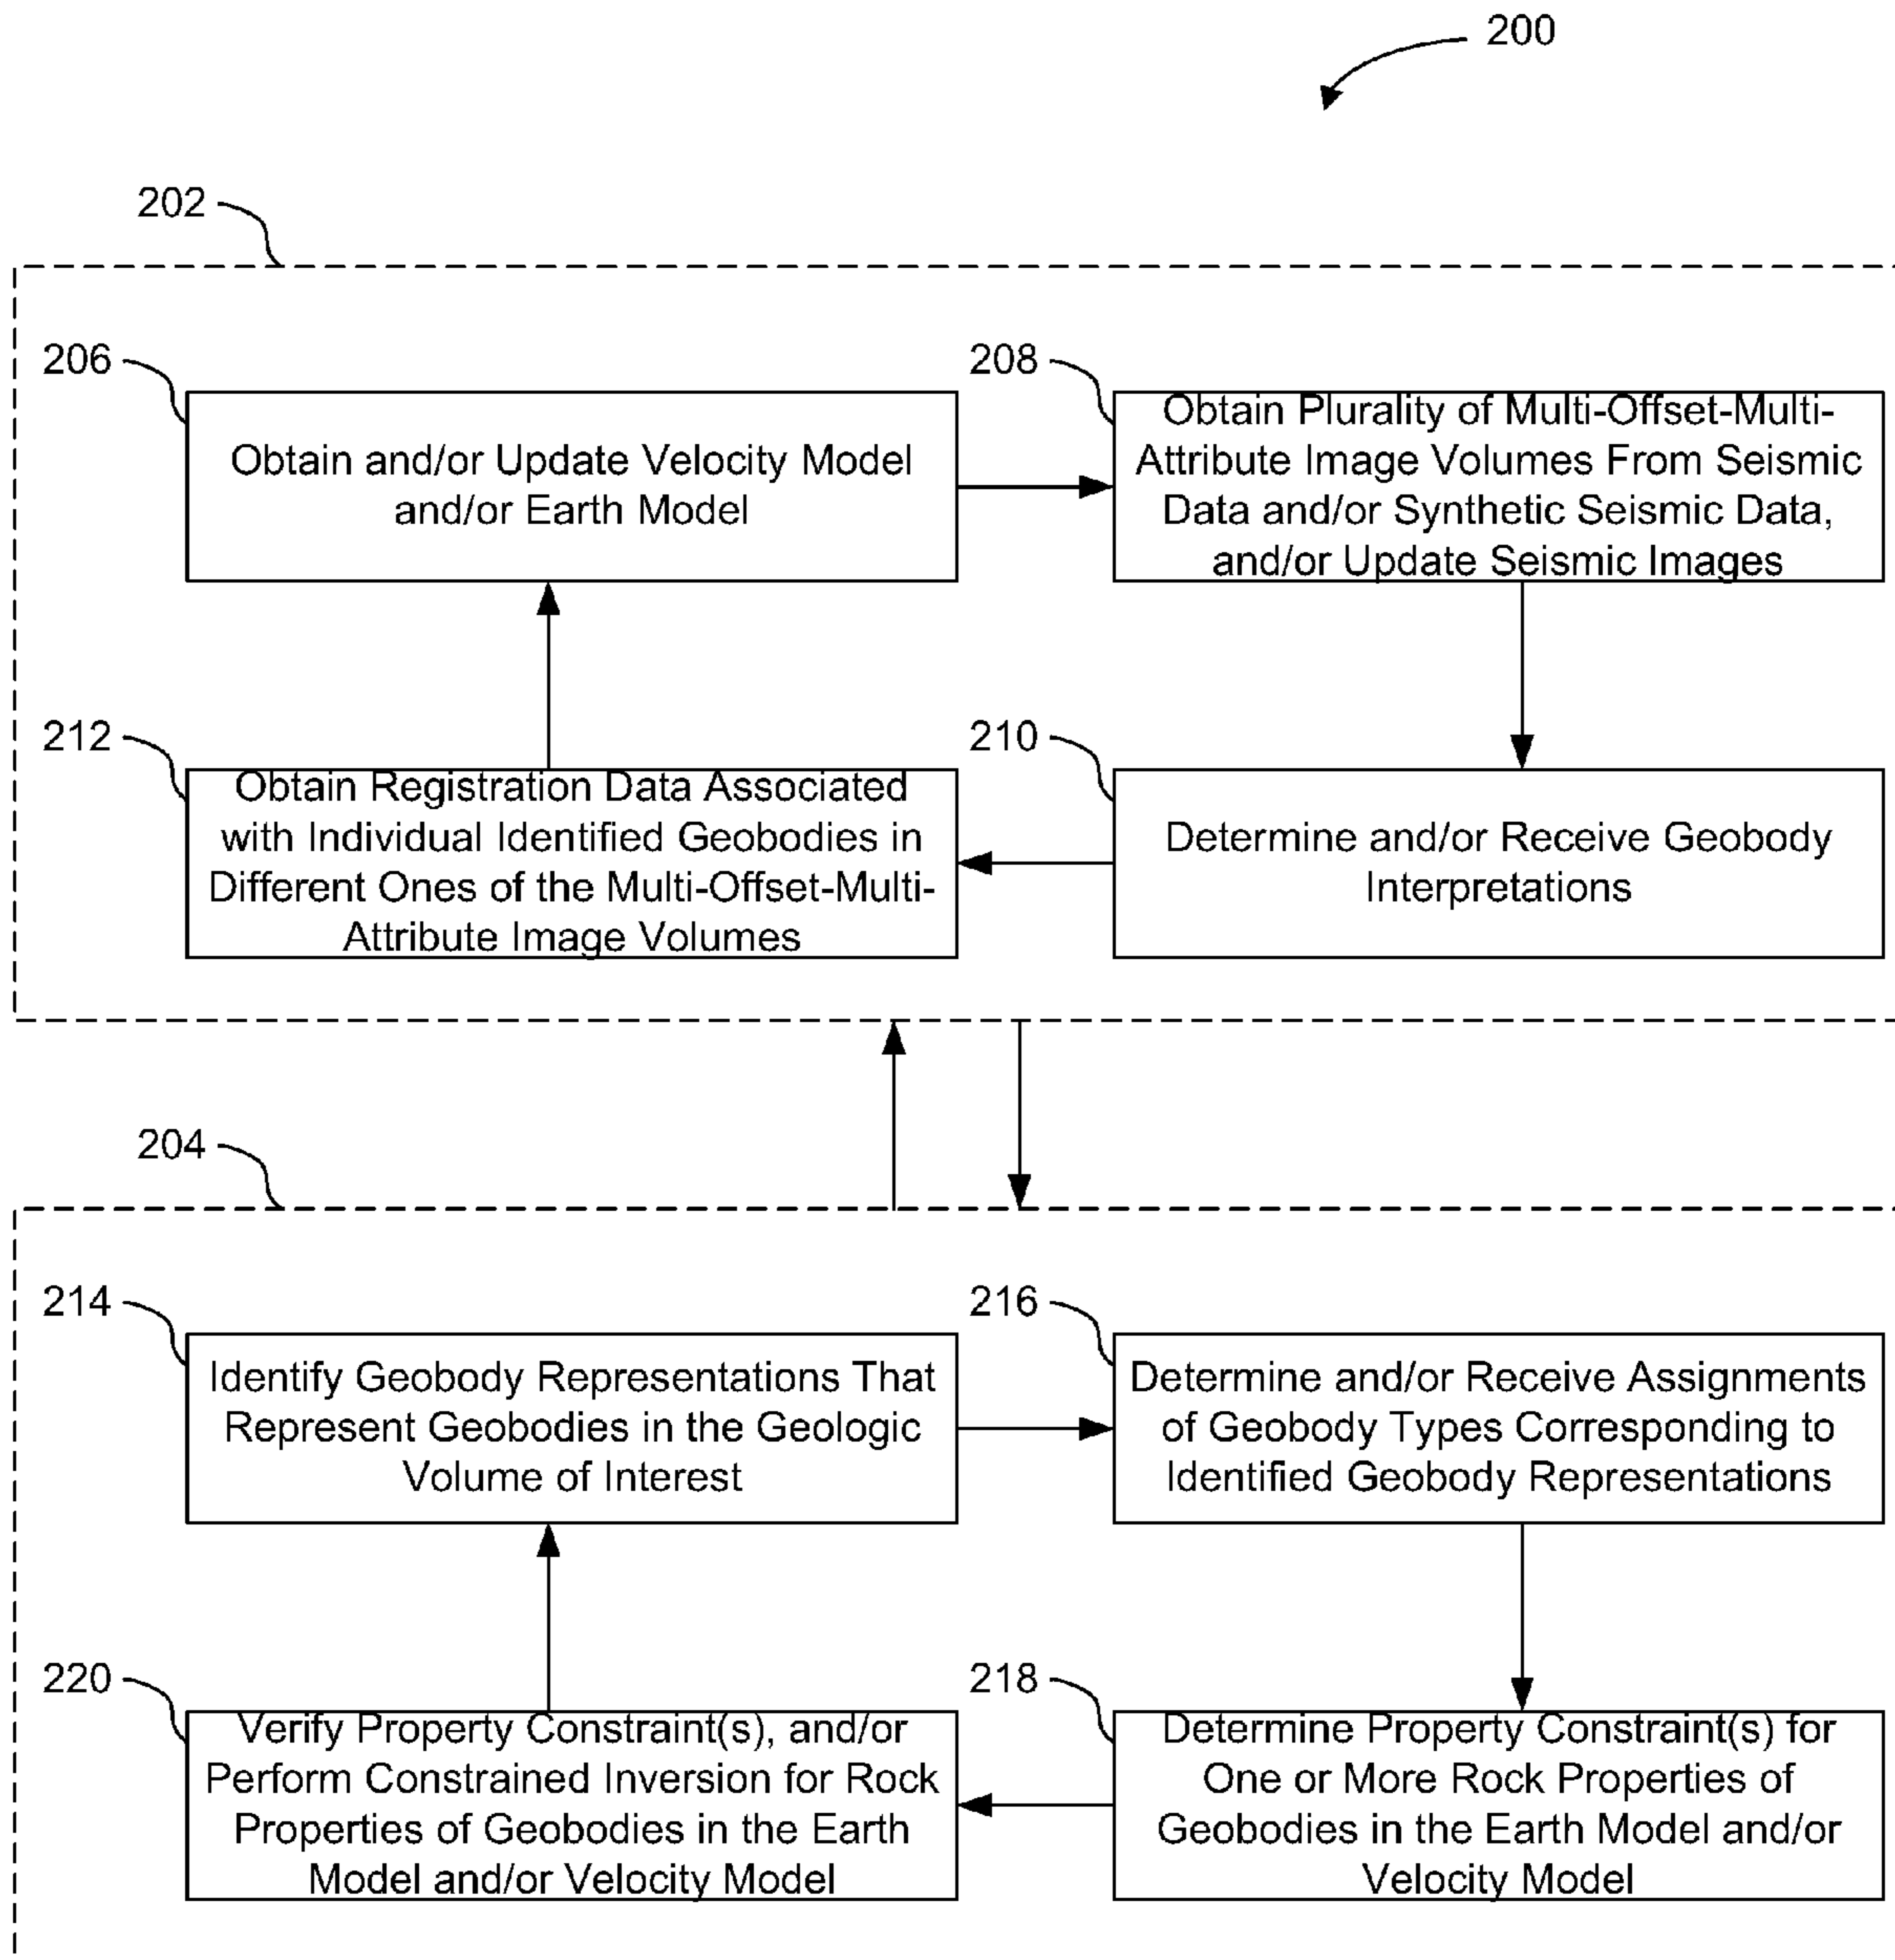 200
202
206
Obtain and/or Update Velocity Model
and/or Earth Model
208
Obtain Plurality of Multi-Offset-Multi-
Attribute Image Volumes From Seismic
Data and/or Synthetic Seismic Data,
and/or Update Seismic Images
212
Obtain Registration Data Associated
with Individual Identified Geobodies in
Different Ones of the Multi-Offset-Multi-
Attribute Image Volumes
210
Determine and/or Receive Geobody
Interpretations
204
214
Identify Geobody Representations That
Represent Geobodies in the Geologic
Volume of Interest
216
Determine and/or Receive Assignments
of Geobody Types Corresponding to
Identified Geobody Representations
220
Verify Property Constraint(s), and/or
Perform Constrained Inversion for Rock
Properties of Geobodies in the Earth
Model and/or Velocity Model
218
Determine Property Constraint(s) for
One or More Rock Properties of
Geobodies in the Earth Model and/or
Velocity Model